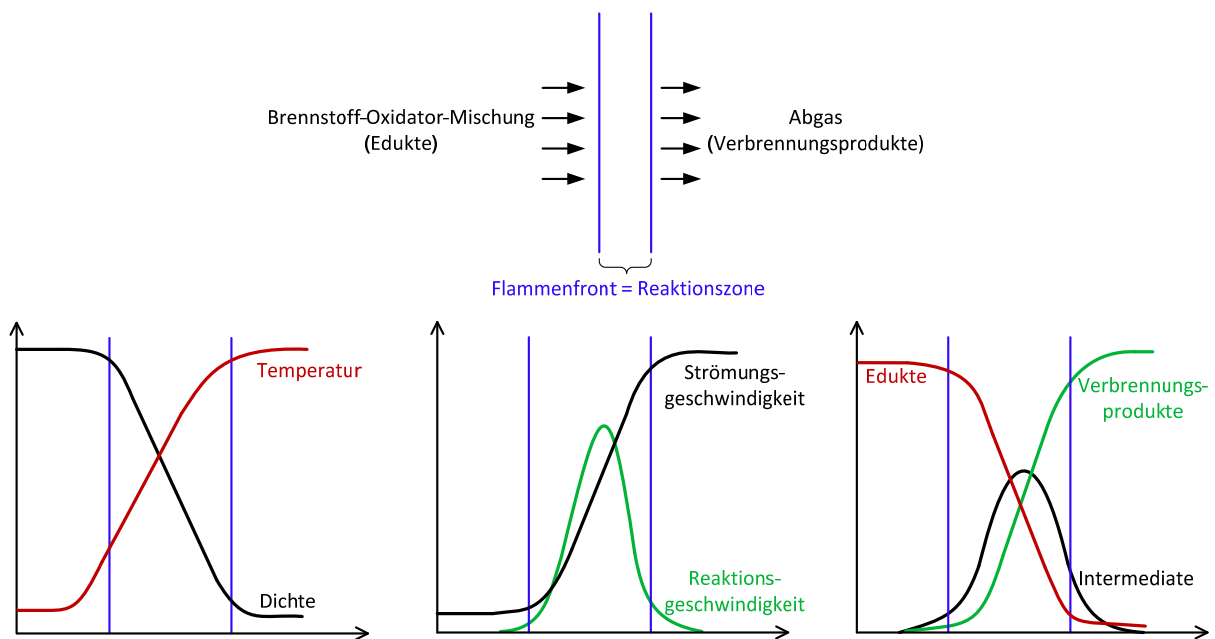 Brennstoff-Oxidator-Mischung
(Edukte)
Abgas
(Verbrennungsprodukte)
Flammenfront = Reaktionszone
Temperatur
Dichte
Strömungs-
geschwindigkeit
Reaktions-
geschwindigkeit
Edukte
Verbrennungs-
produkte
Intermediate